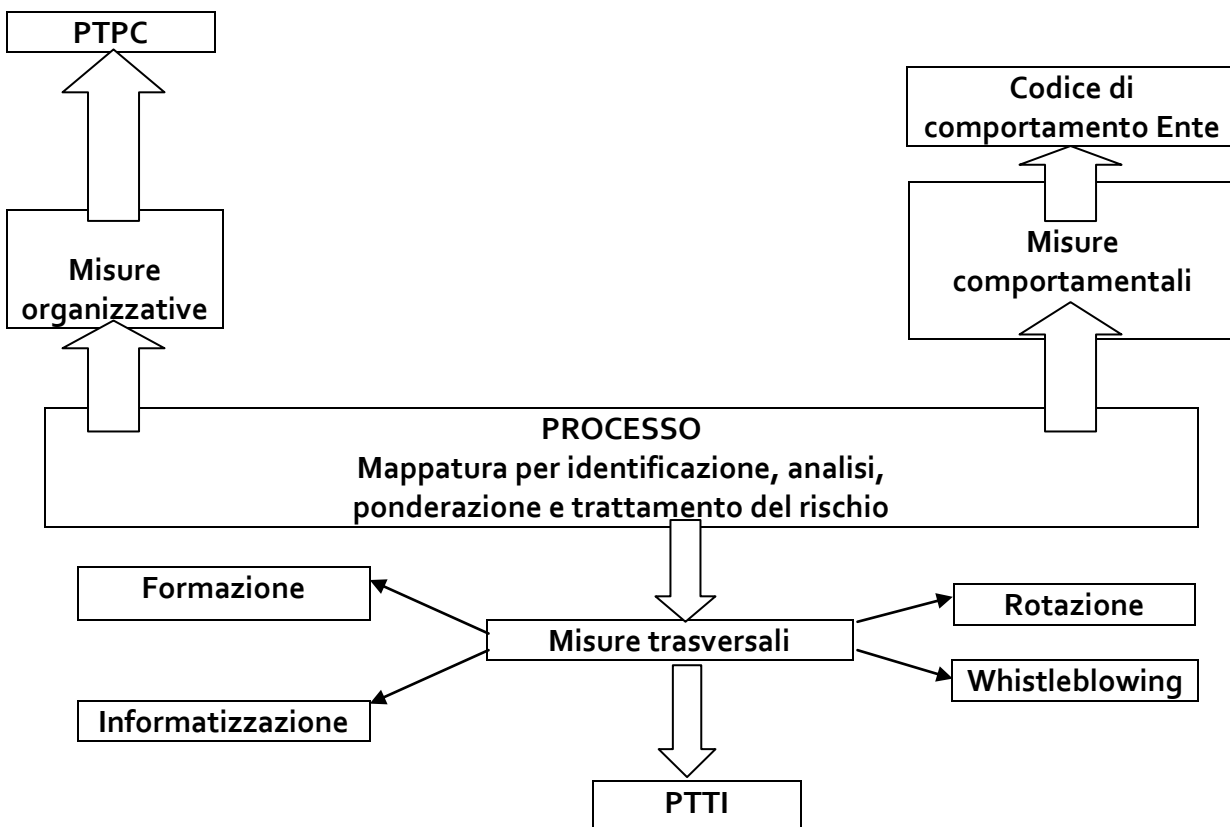 PTPC
Codice di
comportamento Ente
Misure
organizzative
Misure
comportamentali
PROCESSO
Mappatura per identificazione, analisi,
ponderazione e trattamento del rischio
Formazione
Rotazione
Misure trasversali
Whistleblowing
Informatizzazione
PTTI